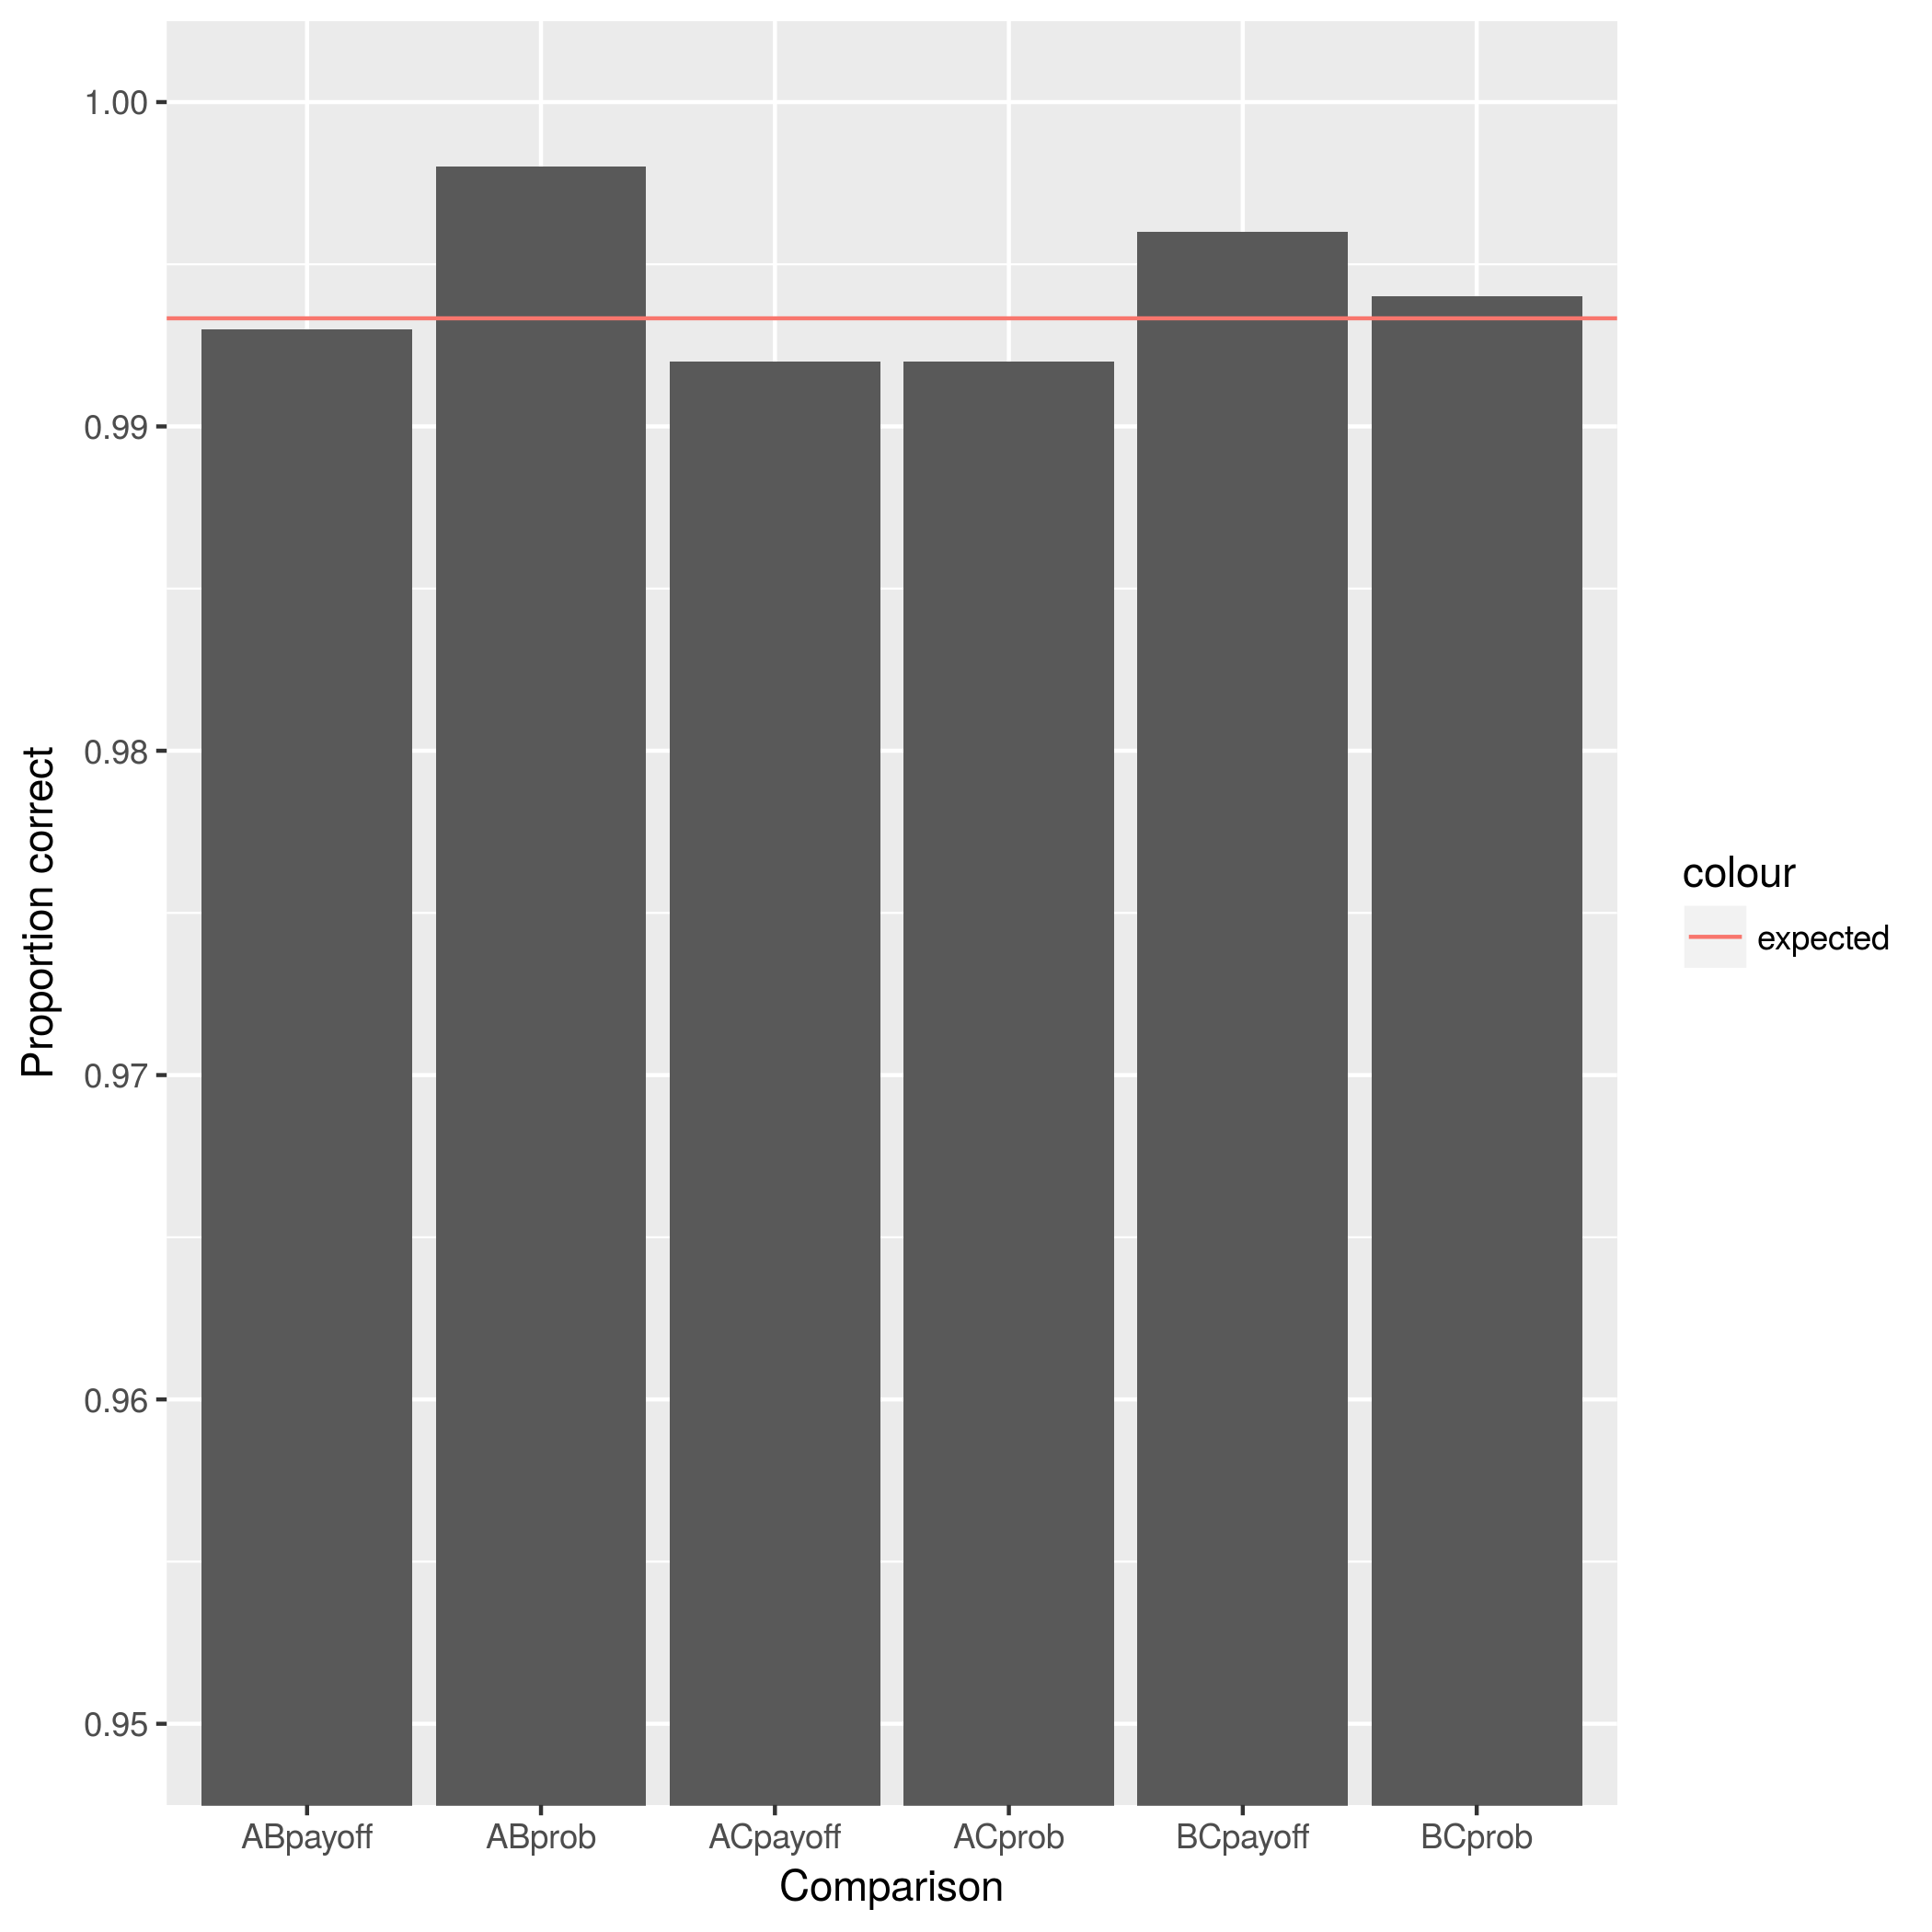 Proportion correct
1.00
0.99
0.98
0.97
0.96
0.95
ABpayoff
ABprob
ACpayoff
ACprob
BCpayoff
BCprob
Comparison
colour
expected